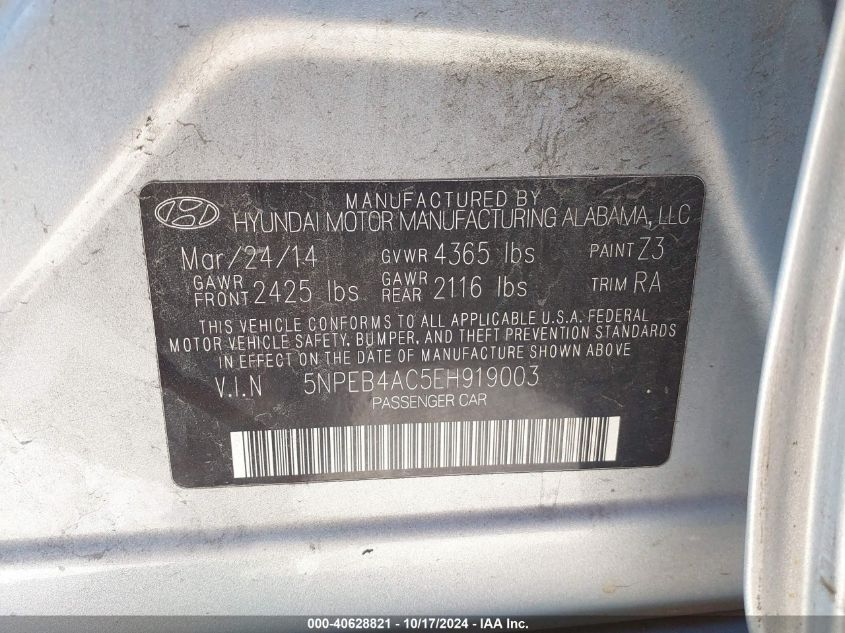 MANUFACTURED BY
HYUNDAI MOTOR MANUFACTURING ALABAMA, LLC
Mar/24/14 GVWR 4365 lbs PAINT Z3
GAWR FRONT 2425 lbs GAWR REAR 2116 lbs TRIM RA
THIS VEHICLE CONFORMS TO ALL APPLICABLE U.S.A. FEDERAL
MOTOR VEHICLE SAFETY, BUMPER, AND THEFT PREVENTION STANDARDS
IN EFFECT ON THE DATE OF MANUFACTURE SHOWN ABOVE
V.I.N 5NPEB4AC5EH919003
PASSENGER CAR
000-40628821 - 10/17/2024 - IAA Inc.